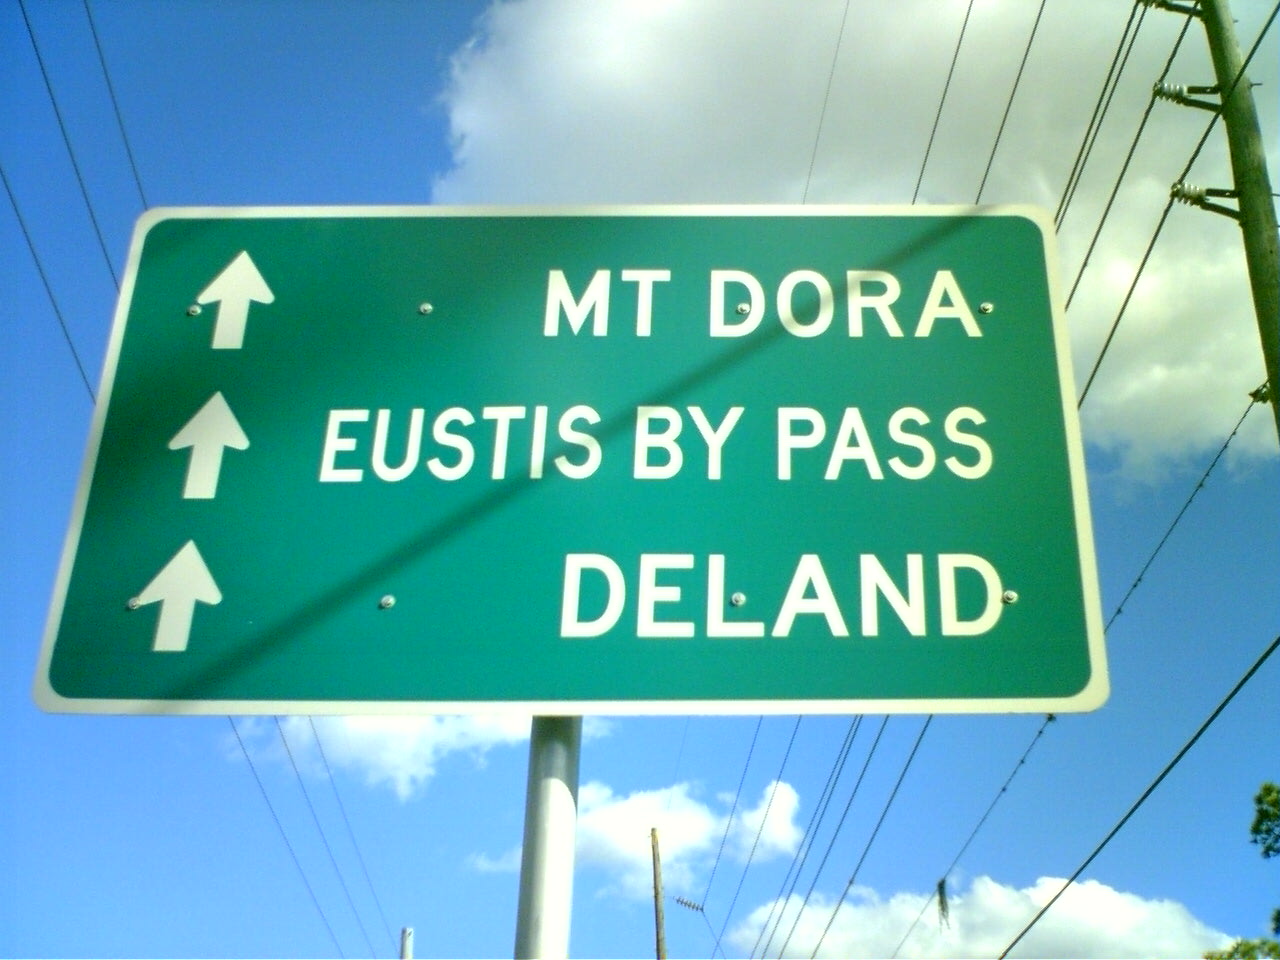 MT DORA
EUSTIS BY PASS
DELAND